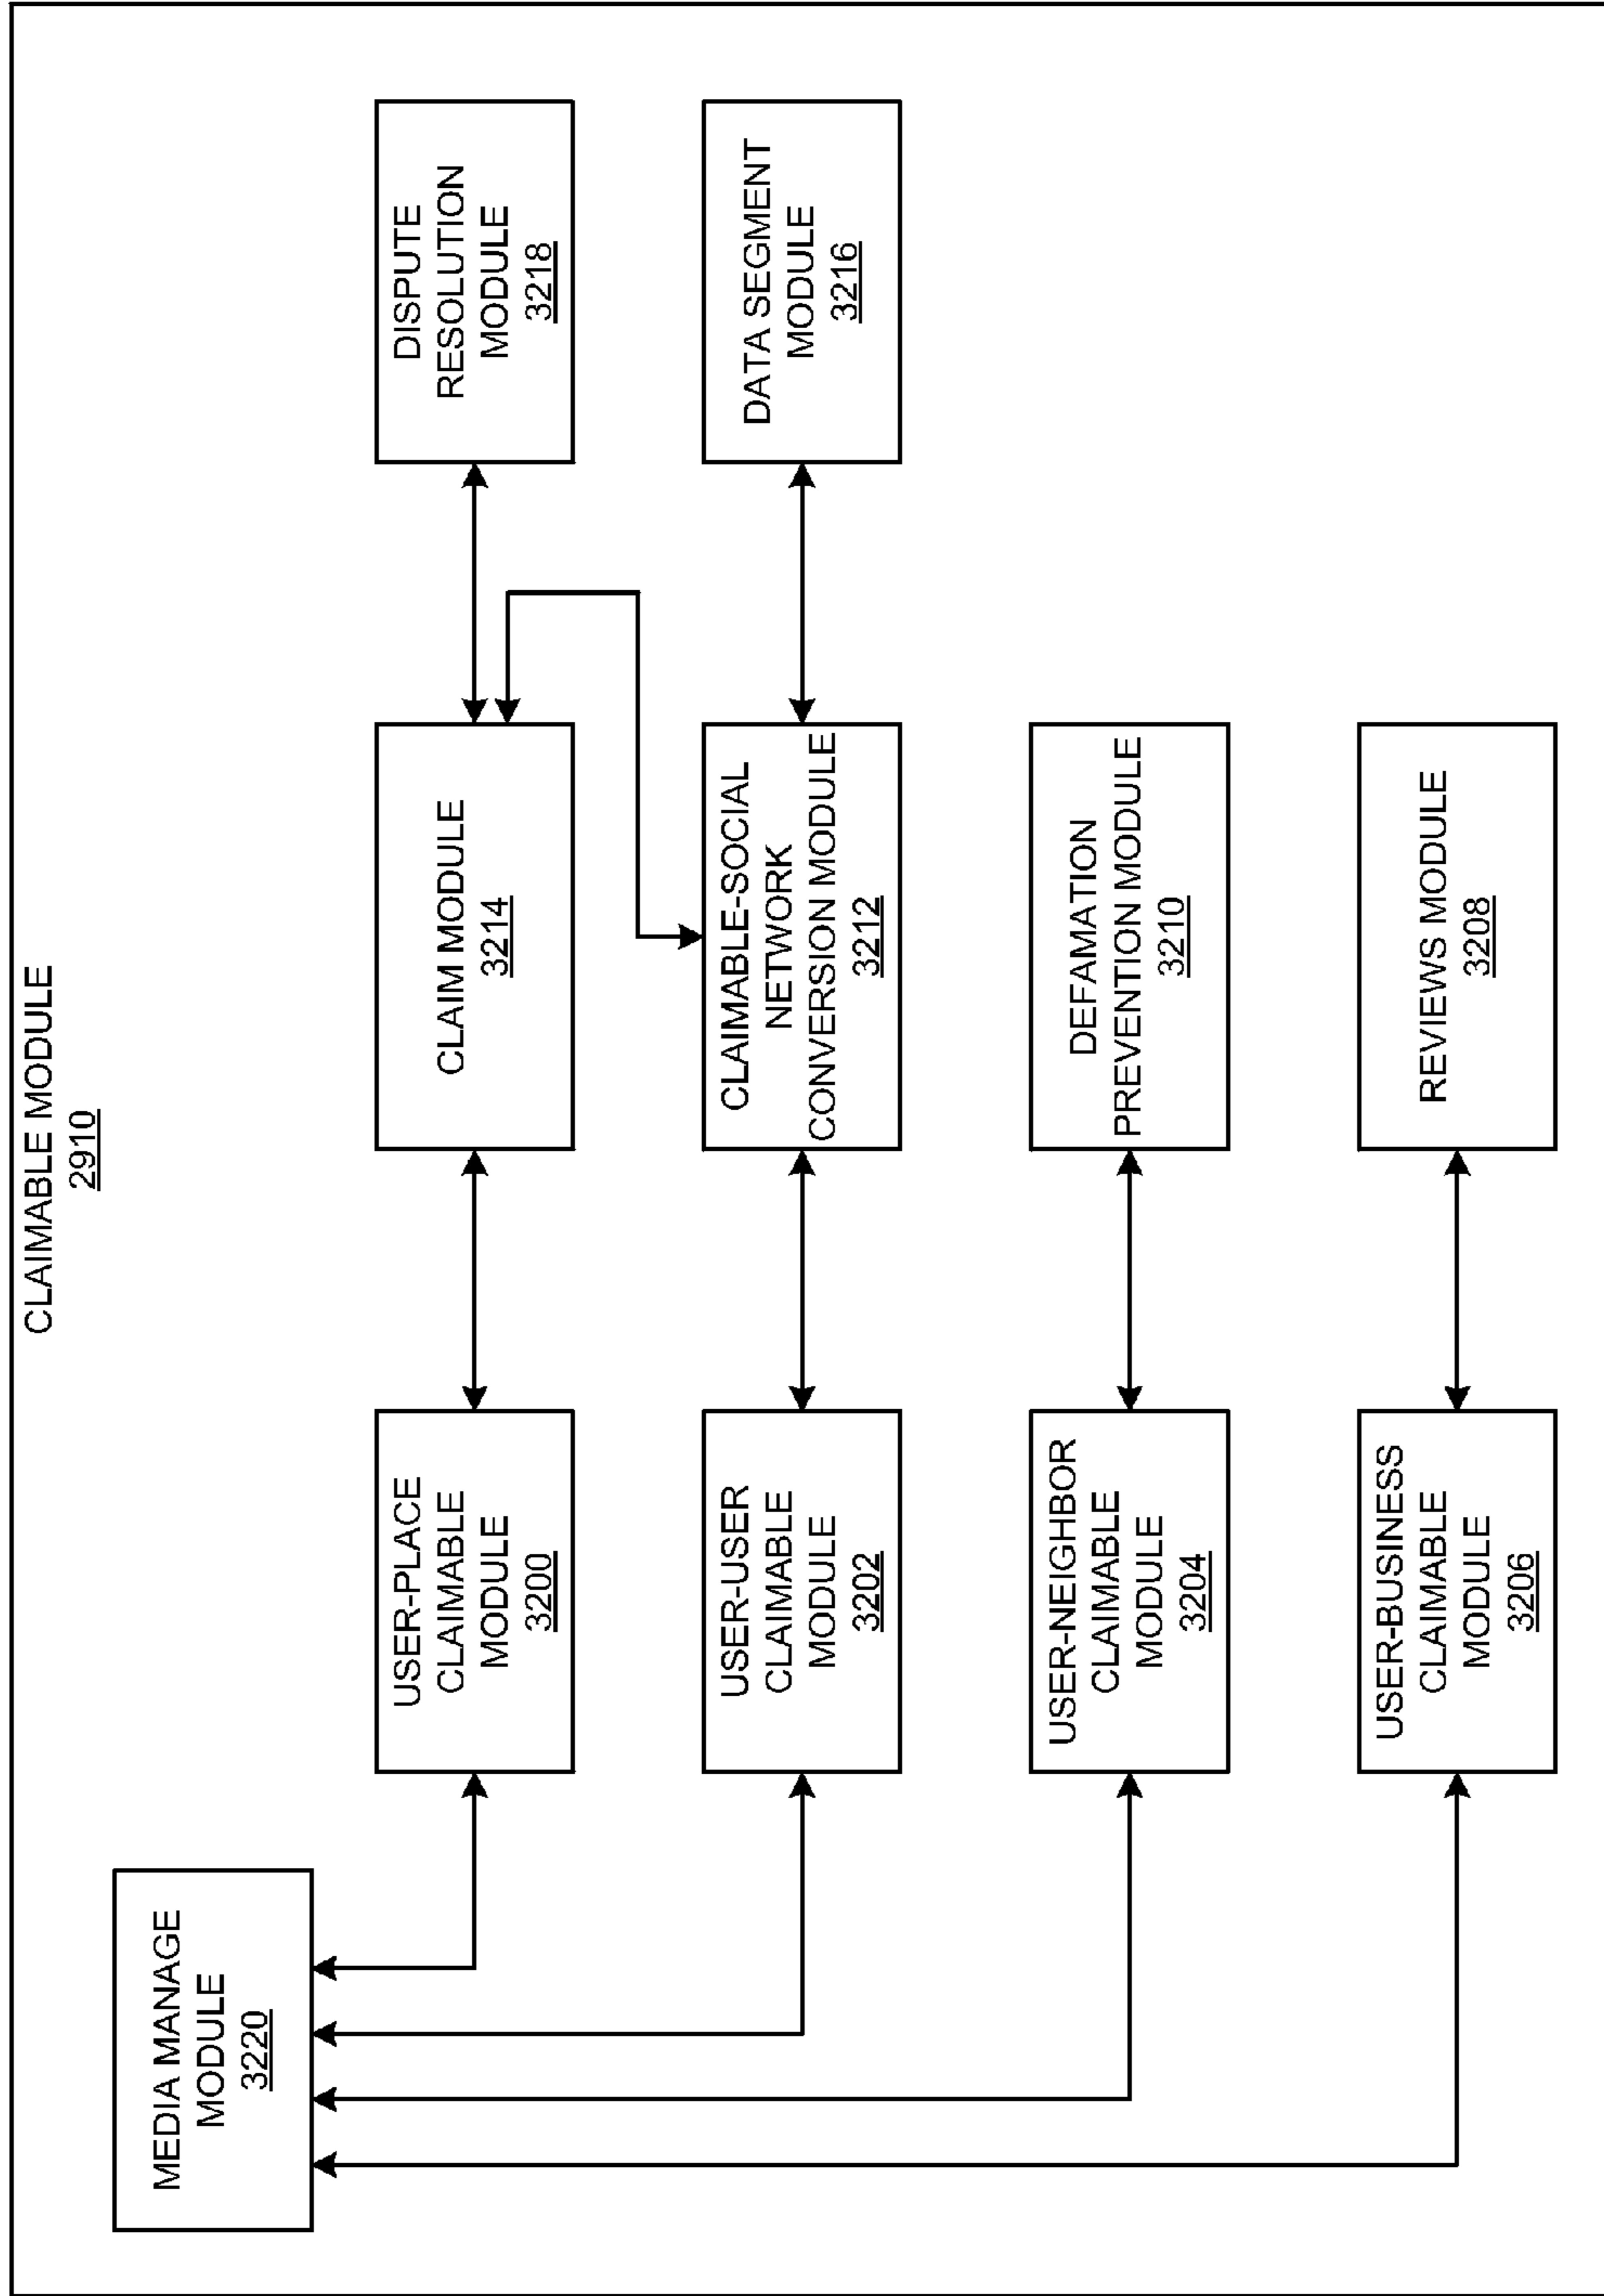 CLAIMABLE MODULE
2910
MEDIA MANAGE
MODULE
3220
USER-PLACE
CLAIMABLE
MODULE
3200
CLAIM MODULE
3214
DISPUTE
RESOLUTION
MODULE
3218
USER-USER
CLAIMABLE
MODULE
3202
CLAIMABLE-SOCIAL
NETWORK
CONVERSION MODULE
3212
DATA SEGMENT
MODULE
3216
USER-NEIGHBOR
CLAIMABLE
MODULE
3204
DEFAMATION
PREVENTION MODULE
3210
USER-BUSINESS
CLAIMABLE
MODULE
3206
REVIEWS MODULE
3208